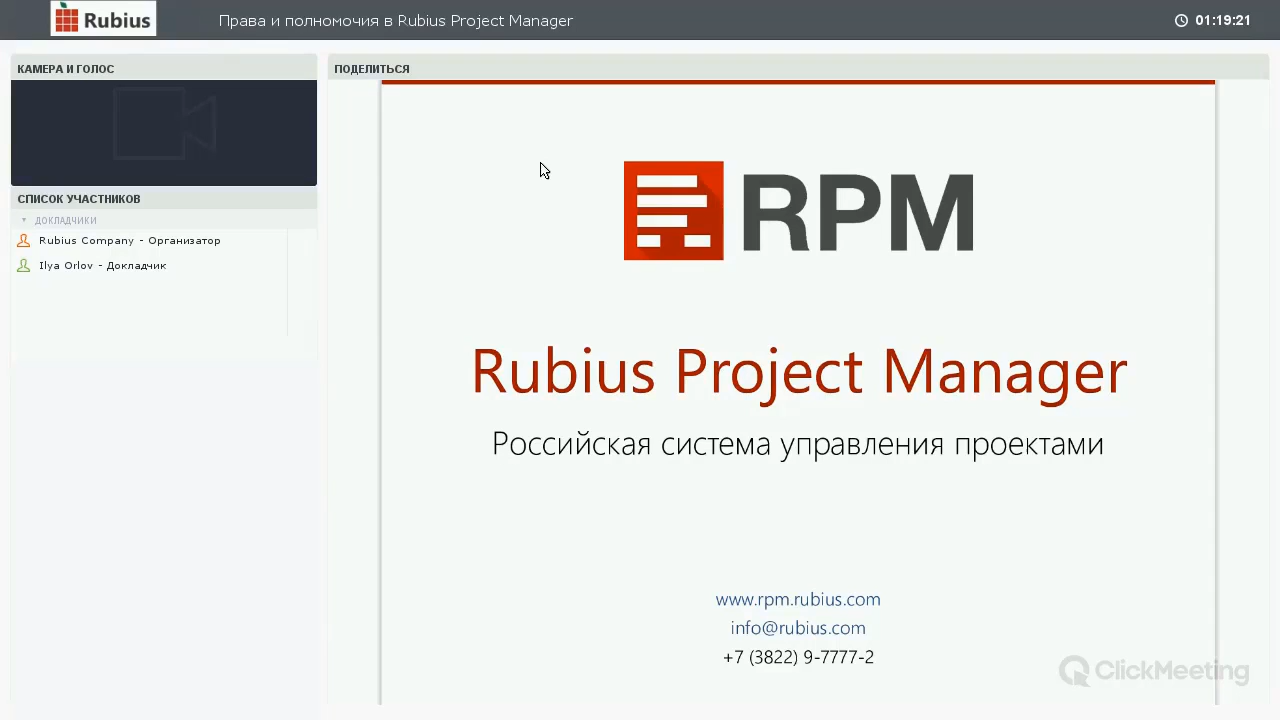 Rubius
Права и полномочия в Rubius Project Manager
01:19:21
КАМЕРА И ГОЛОС
СПИСОК УЧАСТНИКОВ
ДОКЛАДЧИКИ
Rubius Company - Организатор
Ilya Orlov - Докладчик
ПОДЕЛИТЬСЯ
RPM
Rubius Project Manager
Российская система управления проектами
www.rpm.rubius.com
info@rubius.com
+7 (3822) 9-7777-2
ClickMeeting